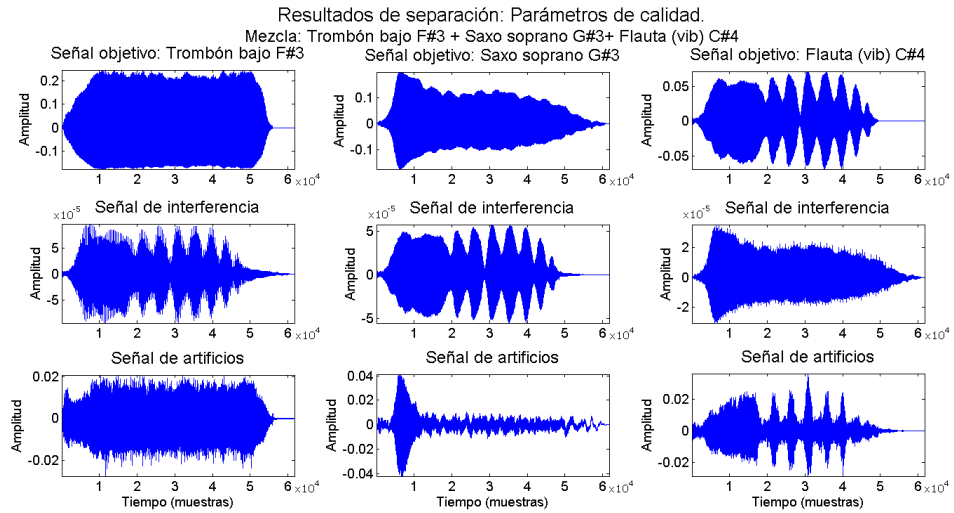 Resultados de separación: Parámetros de calidad.
Mezcla: Trombón bajo F#3 + Saxo soprano G#3+ Flauta (vib) C#4
Señal objetivo: Trombón bajo F#3
Señal objetivo: Saxo soprano G#3
Señal objetivo: Flauta (vib) C#4
Amplitud
0.2
0.1
0
-0.1
1 2 3 4 5 6 ×10⁴
Amplitud
0.1
0
-0.1
1 2 3 4 5 6 ×10⁴
Amplitud
0.05
0
-0.05
1 2 3 4 5 6 ×10⁴
Señal de interferencia
Señal de interferencia
Señal de interferencia
×10⁻⁵
Amplitud
5
0
-5
1 2 3 4 5 6 ×10⁴
×10⁻⁵
Amplitud
5
0
-5
1 2 3 4 5 6 ×10⁴
×10⁻⁵
Amplitud
2
0
-2
1 2 3 4 5 6 ×10⁴
Señal de artificios
Señal de artificios
Señal de artificios
Amplitud
0.02
0
-0.02
1 2 3 4 5 6 ×10⁴
Tiempo (muestras)
Amplitud
0.04
0.02
0
-0.02
-0.04
1 2 3 4 5 6 ×10⁴
Tiempo (muestras)
Amplitud
0.02
0
-0.02
1 2 3 4 5 6 ×10⁴
Tiempo (muestras)